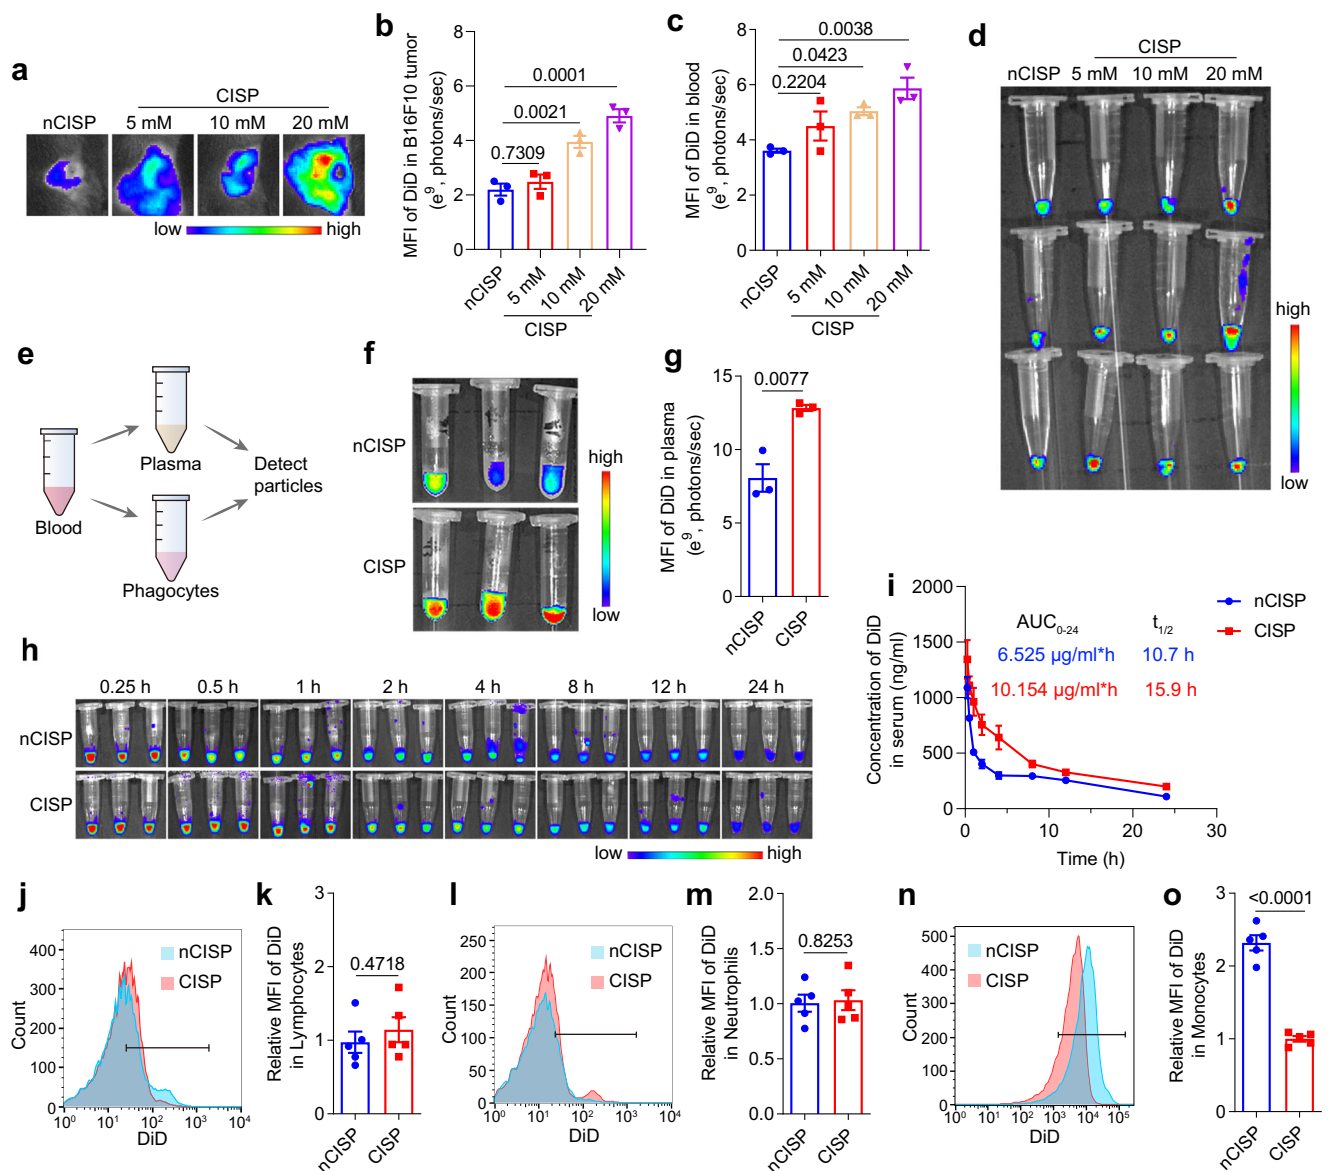 a
CISP
nCISP 5 mM 10 mM 20 mM
low high
b
MFI of DiD in B16F10 tumor
(e⁹, photons/sec)
8
6
4
2
0
0.0001
0.0021
0.7309
nCISP 5 mM 10 mM 20 mM
CISP
c
MFI of DiD in blood
(e⁹, photons/sec)
8
6
4
2
0
0.0038
0.0423
0.2204
nCISP 5 mM 10 mM 20 mM
CISP
d
CISP
nCISP 5 mM 10 mM 20 mM
high
low
e
Blood
Plasma
Phagocytes
Detect
particles
f
nCISP
CISP
high
low
g
MFI of DiD in plasma
(e⁹, photons/sec)
15
10
5
0
0.0077
nCISP CISP
h
0.25 h 0.5 h 1 h 2 h 4 h 8 h 12 h 24 h
nCISP
CISP
low high
i
Concentration of DiD
in serum (ng/ml)
2000
1500
1000
500
0
AUC₀₋₂₄ t₁/₂
6.525 µg/ml*h 10.7 h
10.154 µg/ml*h 15.9 h
nCISP
CISP
0 10 20 30
Time (h)
j
Count
400
300
200
100
0
nCISP
CISP
10⁰ 10¹ 10² 10³ 10⁴
DiD
k
Relative MFI of DiD
in Lymphocytes
3
2
1
0
0.4718
nCISP CISP
l
Count
250
200
150
100
50
0
nCISP
CISP
10⁰ 10¹ 10² 10³ 10⁴
DiD
m
Relative MFI of DiD
in Neutrophils
2.0
1.5
1.0
0.5
0.0
0.8253
nCISP CISP
n
Count
500
400
300
200
100
0
nCISP
CISP
10⁰ 10¹ 10² 10³ 10⁴ 10⁵
DiD
o
Relative MFI of DiD
in Monocytes
3
2
1
0
<0.0001
nCISP CISP